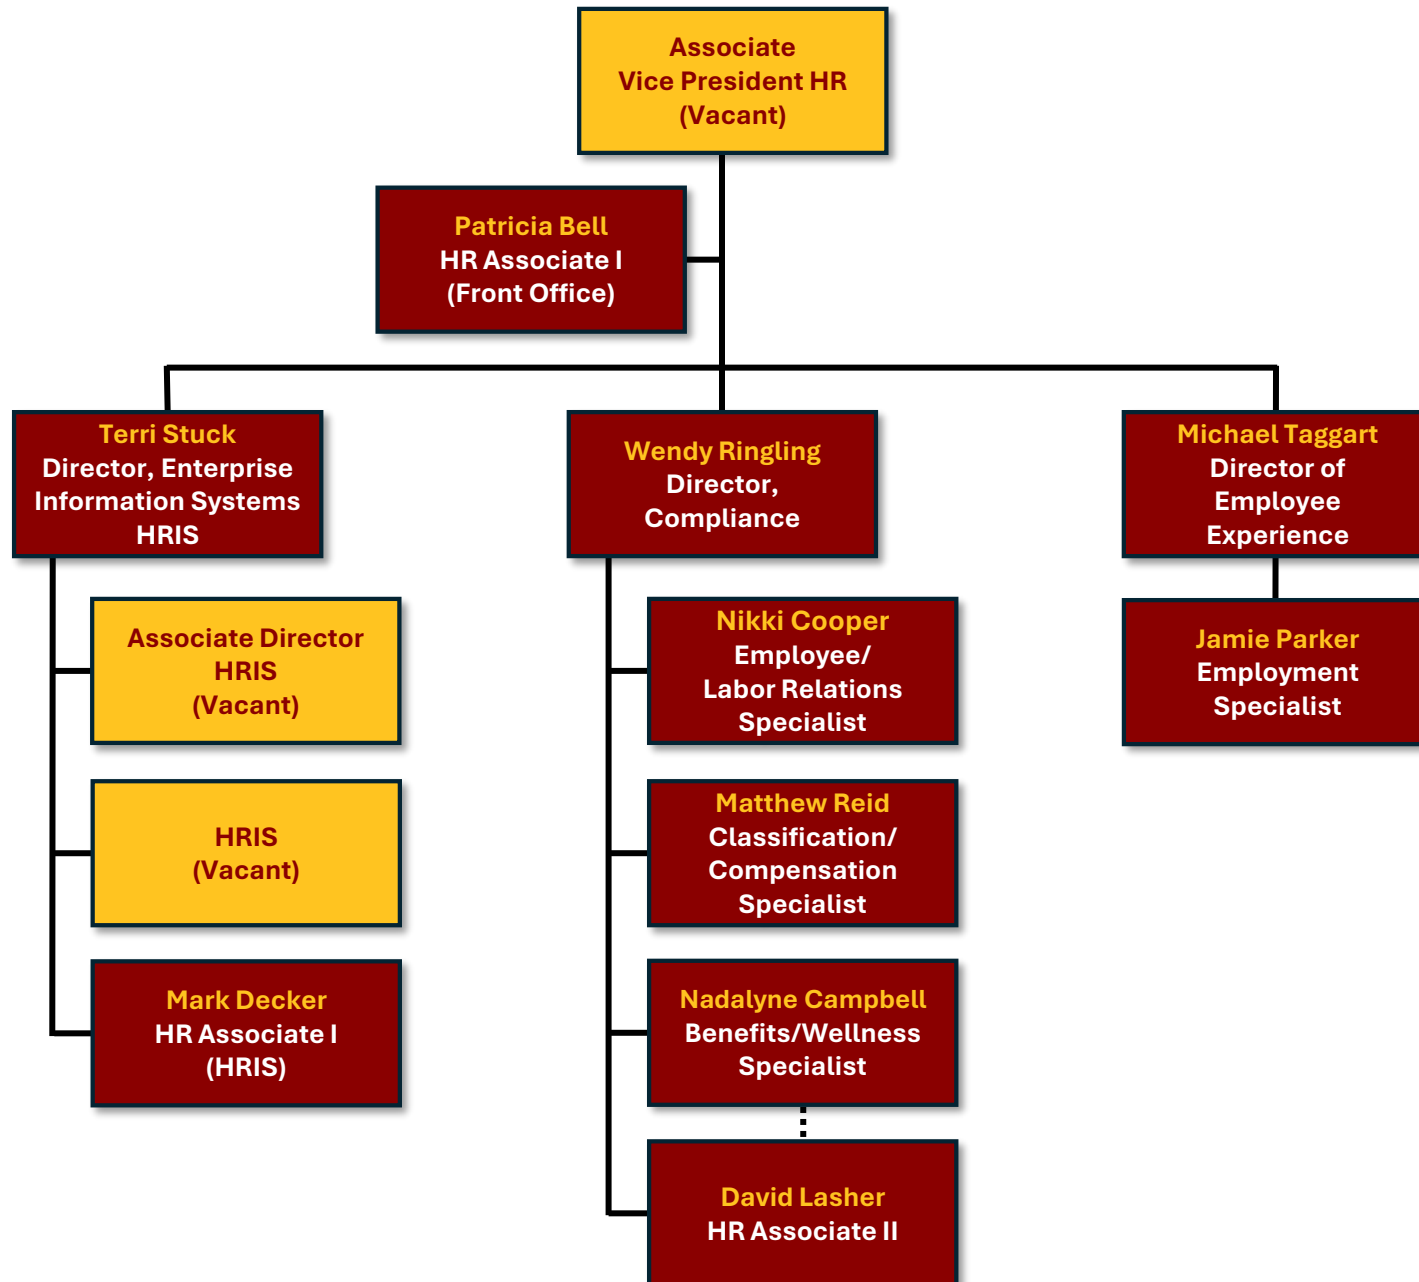 Associate
Vice President HR
(Vacant)
Patricia Bell
HR Associate I
(Front Office)
Terri Stuck
Director, Enterprise
Information Systems
HRIS
Wendy Ringling
Director,
Compliance
Michael Taggart
Director of
Employee
Experience
Associate Director
HRIS
(Vacant)
HRIS
(Vacant)
Mark Decker
HR Associate I
(HRIS)
Nikki Cooper
Employee/
Labor Relations
Specialist
Matthew Reid
Classification/
Compensation
Specialist
Nadalyne Campbell
Benefits/Wellness
Specialist
David Lasher
HR Associate II
Jamie Parker
Employment
Specialist